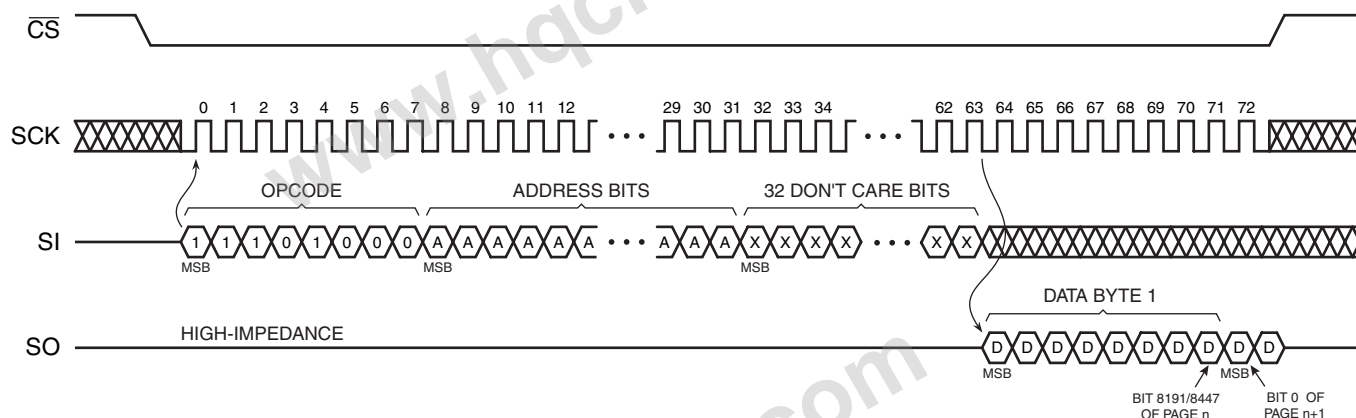 CS
SCK
0 1 2 3 4 5 6 7 8 9 10 11 12 29 30 31 32 33 34 62 63 64 65 66 67 68 69 70 71 72
OPCODE ADDRESS BITS 32 DON'T CARE BITS
SI
1 1 1 0 1 0 0 0 A A A A A A A A A X X X X X X
MSB MSB MSB
DATA BYTE 1
SO
HIGH-IMPEDANCE
D D D D D D D D D D
MSB MSB
BIT 8191/8447
OF PAGE n
BIT 0 OF
PAGE n+1
www.hqc
com